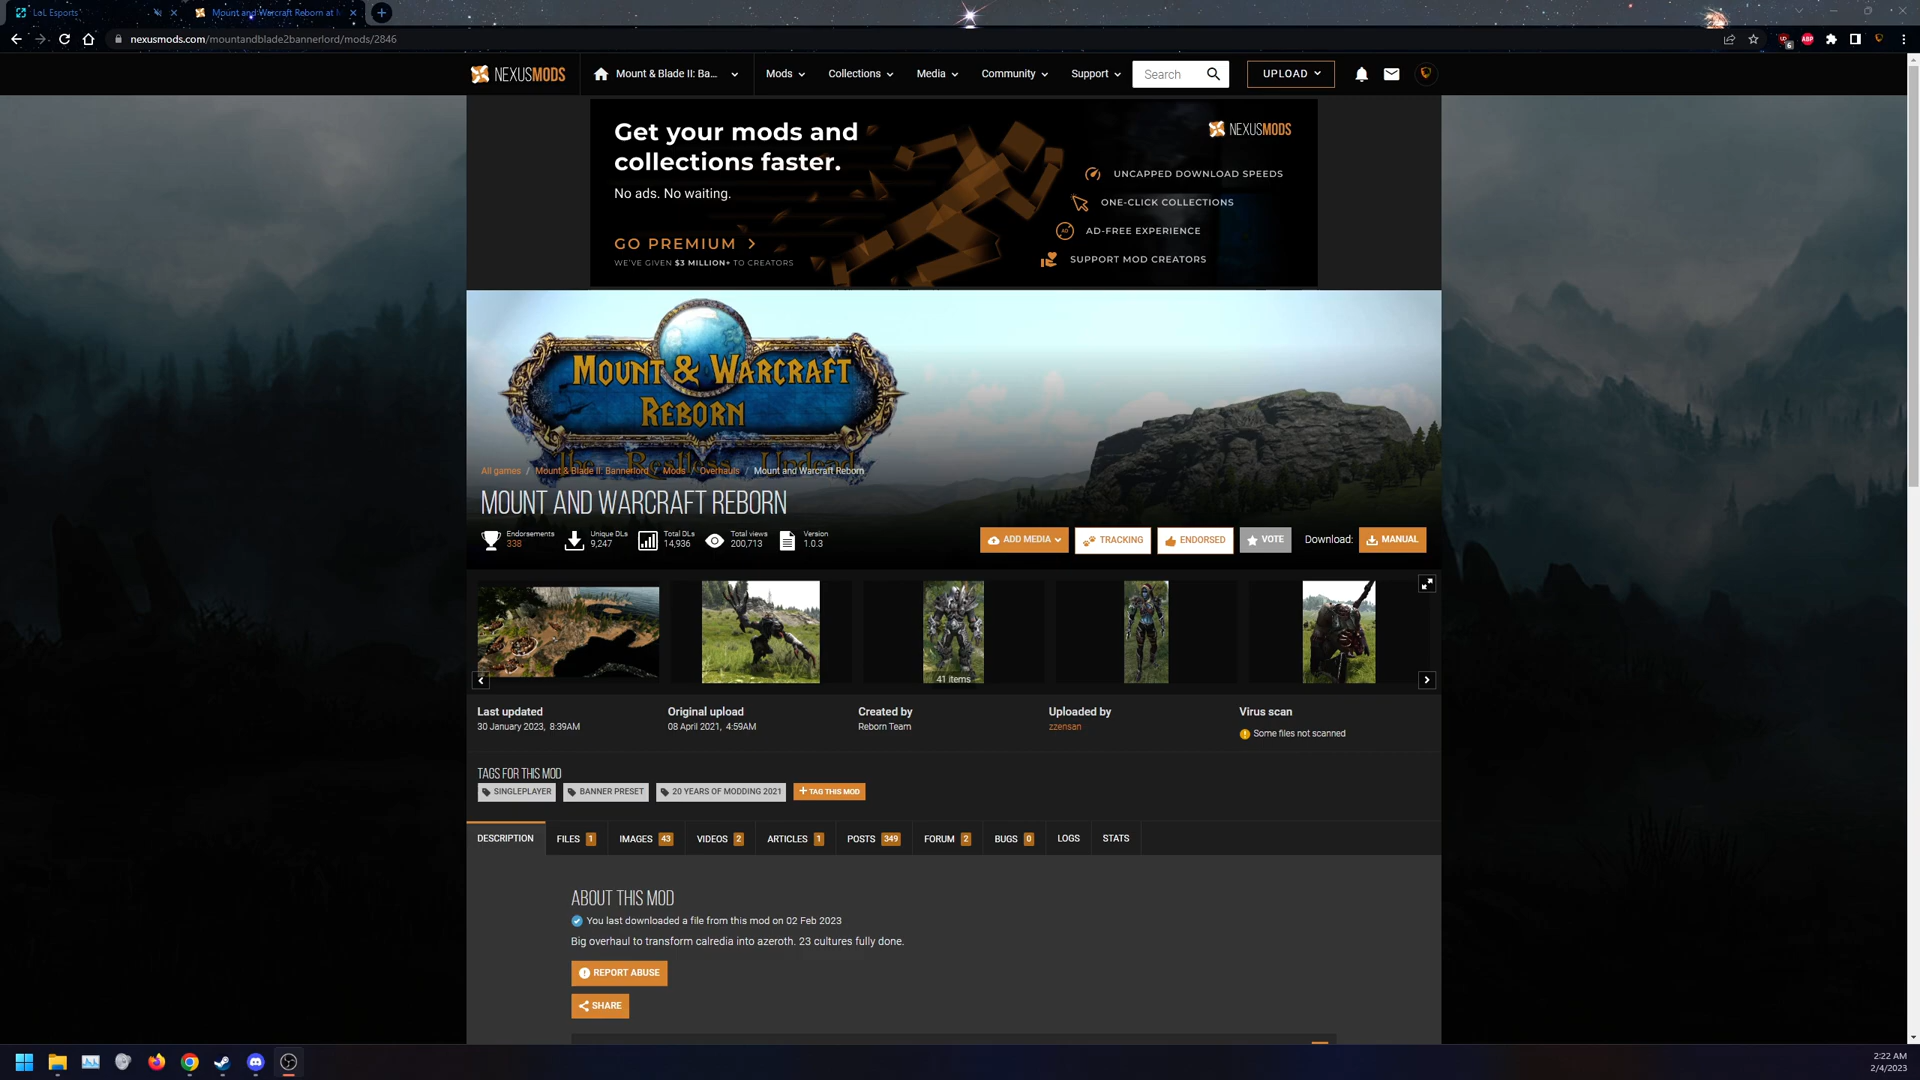 LoL Esports
Mount and Warcraft Reborn at
nexusmods.com/mountandblade2bannerlord/mods/2846
6
ABP
NEXUSMODS
Mount & Blade II: Ba...
Mods
Collections
Media
Community
Support
Search
UPLOAD
Get your mods and
collections faster.
No ads. No waiting.
GO PREMIUM >
WE'VE GIVEN $3 MILLION+ TO CREATORS
NEXUSMODS
UNCAPPED DOWNLOAD SPEEDS
ONE-CLICK COLLECTIONS
AD-FREE EXPERIENCE
SUPPORT MOD CREATORS
MOUNT & WARCRAFT
REBORN
The Restless Undead
All games / Mount & Blade II: Bannerlord / Mods / Overhauls / Mount and Warcraft Reborn
MOUNT AND WARCRAFT REBORN
Endorsements
338
Unique DLs
9,247
Total DLs
14,936
Total views
200,713
Version
1.0.3
ADD MEDIA
TRACKING
ENDORSED
VOTE
Download:
MANUAL
41 items
Last updated
30 January 2023, 8:39AM
Original upload
08 April 2021, 4:59AM
Created by
Reborn Team
Uploaded by
zzensan
Virus scan
Some files not scanned
TAGS FOR THIS MOD
SINGLEPLAYER
BANNER PRESET
20 YEARS OF MODDING 2021
+ TAG THIS MOD
DESCRIPTION
FILES 1
IMAGES 43
VIDEOS 2
ARTICLES 1
POSTS 349
FORUM 2
BUGS 0
LOGS
STATS
ABOUT THIS MOD
You last downloaded a file from this mod on 02 Feb 2023
Big overhaul to transform calredia into azeroth. 23 cultures fully done.
REPORT ABUSE
SHARE
2:22 AM
2/4/2023